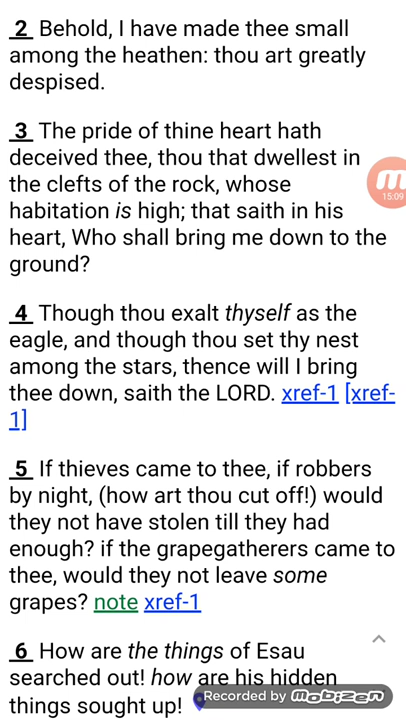 2 Behold, I have made thee small
among the heathen: thou art greatly
despised.
3 The pride of thine heart hath
deceived thee, thou that dwellest in
the clefts of the rock, whose
habitation is high; that saith in his
heart, Who shall bring me down to the
ground?
15:09
4 Though thou exalt thyself as the
eagle, and though thou set thy nest
among the stars, thence will I bring
thee down, saith the LORD. xref-1 [xref-
1]
5 If thieves came to thee, if robbers
by night, (how art thou cut off!) would
they not have stolen till they had
enough? if the grapegatherers came to
thee, would they not leave some
grapes? note xref-1
6 How are the things of Esau
searched out! how are his hidden
things sought up!
Recorded by mobizen